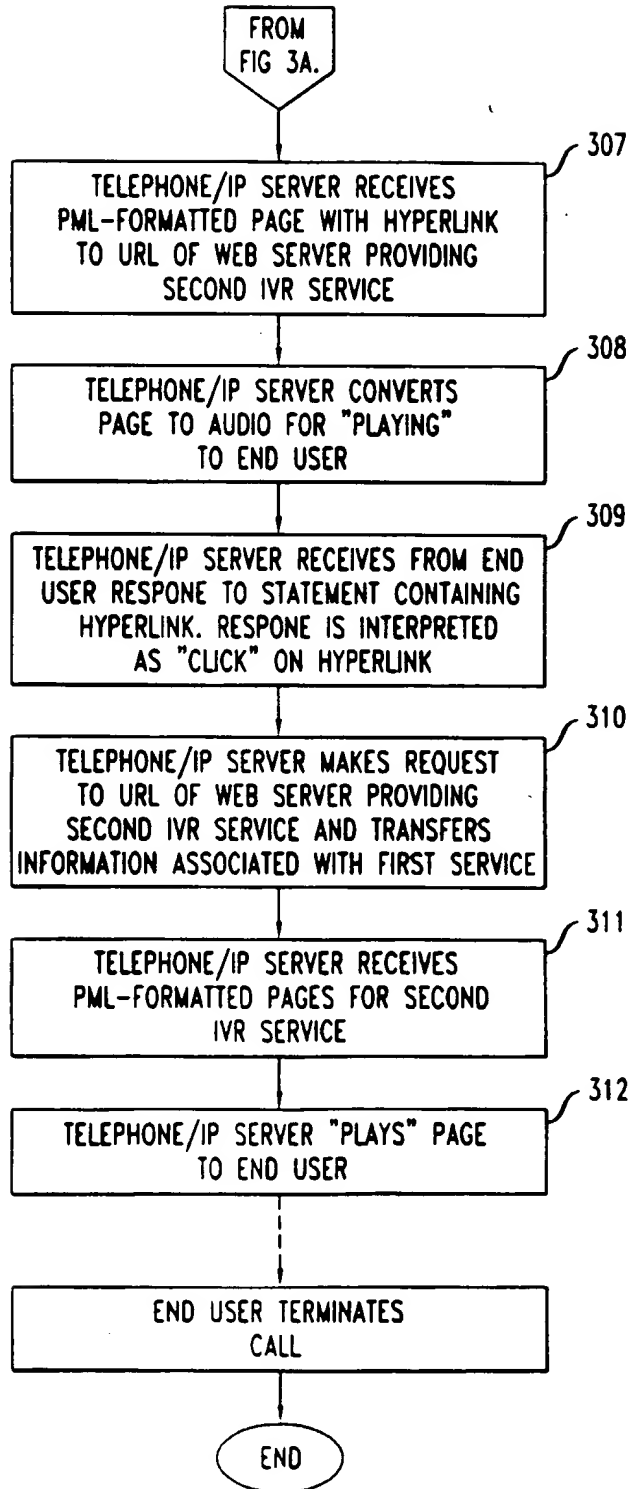 FROM
FIG 3A.
307
TELEPHONE/IP SERVER RECEIVES
PML-FORMATTED PAGE WITH HYPERLINK
TO URL OF WEB SERVER PROVIDING
SECOND IVR SERVICE
308
TELEPHONE/IP SERVER CONVERTS
PAGE TO AUDIO FOR "PLAYING"
TO END USER
309
TELEPHONE/IP SERVER RECEIVES FROM END
USER RESPONE TO STATEMENT CONTAINING
HYPERLINK. RESPONE IS INTERPRETED
AS "CLICK" ON HYPERLINK
310
TELEPHONE/IP SERVER MAKES REQUEST
TO URL OF WEB SERVER PROVIDING
SECOND IVR SERVICE AND TRANSFERS
INFORMATION ASSOCIATED WITH FIRST SERVICE
311
TELEPHONE/IP SERVER RECEIVES
PML-FORMATTED PAGES FOR SECOND
IVR SERVICE
312
TELEPHONE/IP SERVER "PLAYS" PAGE
TO END USER
END USER TERMINATES
CALL
END